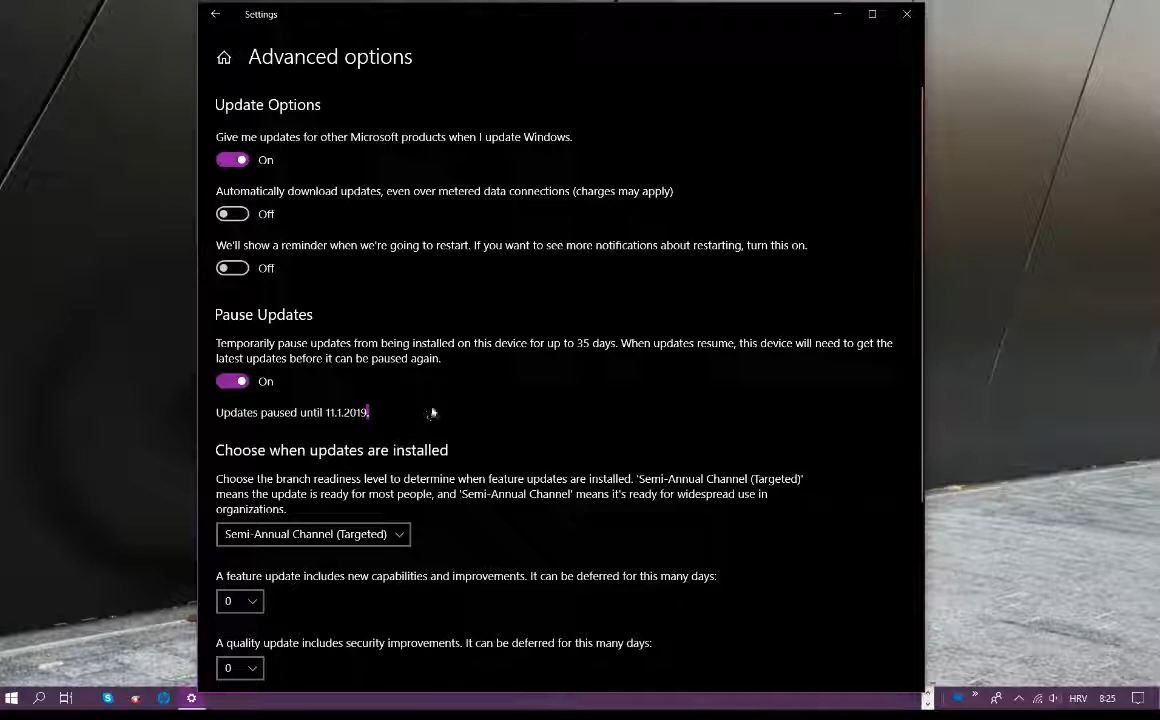 Settings
Advanced options
Update Options
Give me updates for other Microsoft products when I update Windows.
On
Automatically download updates, even over metered data connections (charges may apply)
Off
We'll show a reminder when we're going to restart. If you want to see more notifications about restarting, turn this on.
Off
Pause Updates
Temporarily pause updates from being installed on this device for up to 35 days. When updates resume, this device will need to get the
latest updates before it can be paused again.
On
Updates paused until 11.1.2019.
Choose when updates are installed
Choose the branch readiness level to determine when feature updates are installed. 'Semi-Annual Channel (Targeted)'
means the update is ready for most people, and 'Semi-Annual Channel' means it's ready for widespread use in
organizations.
Semi-Annual Channel (Targeted)
A feature update includes new capabilities and improvements. It can be deferred for this many days:
0
A quality update includes security improvements. It can be deferred for this many days:
0
HRV 8:25